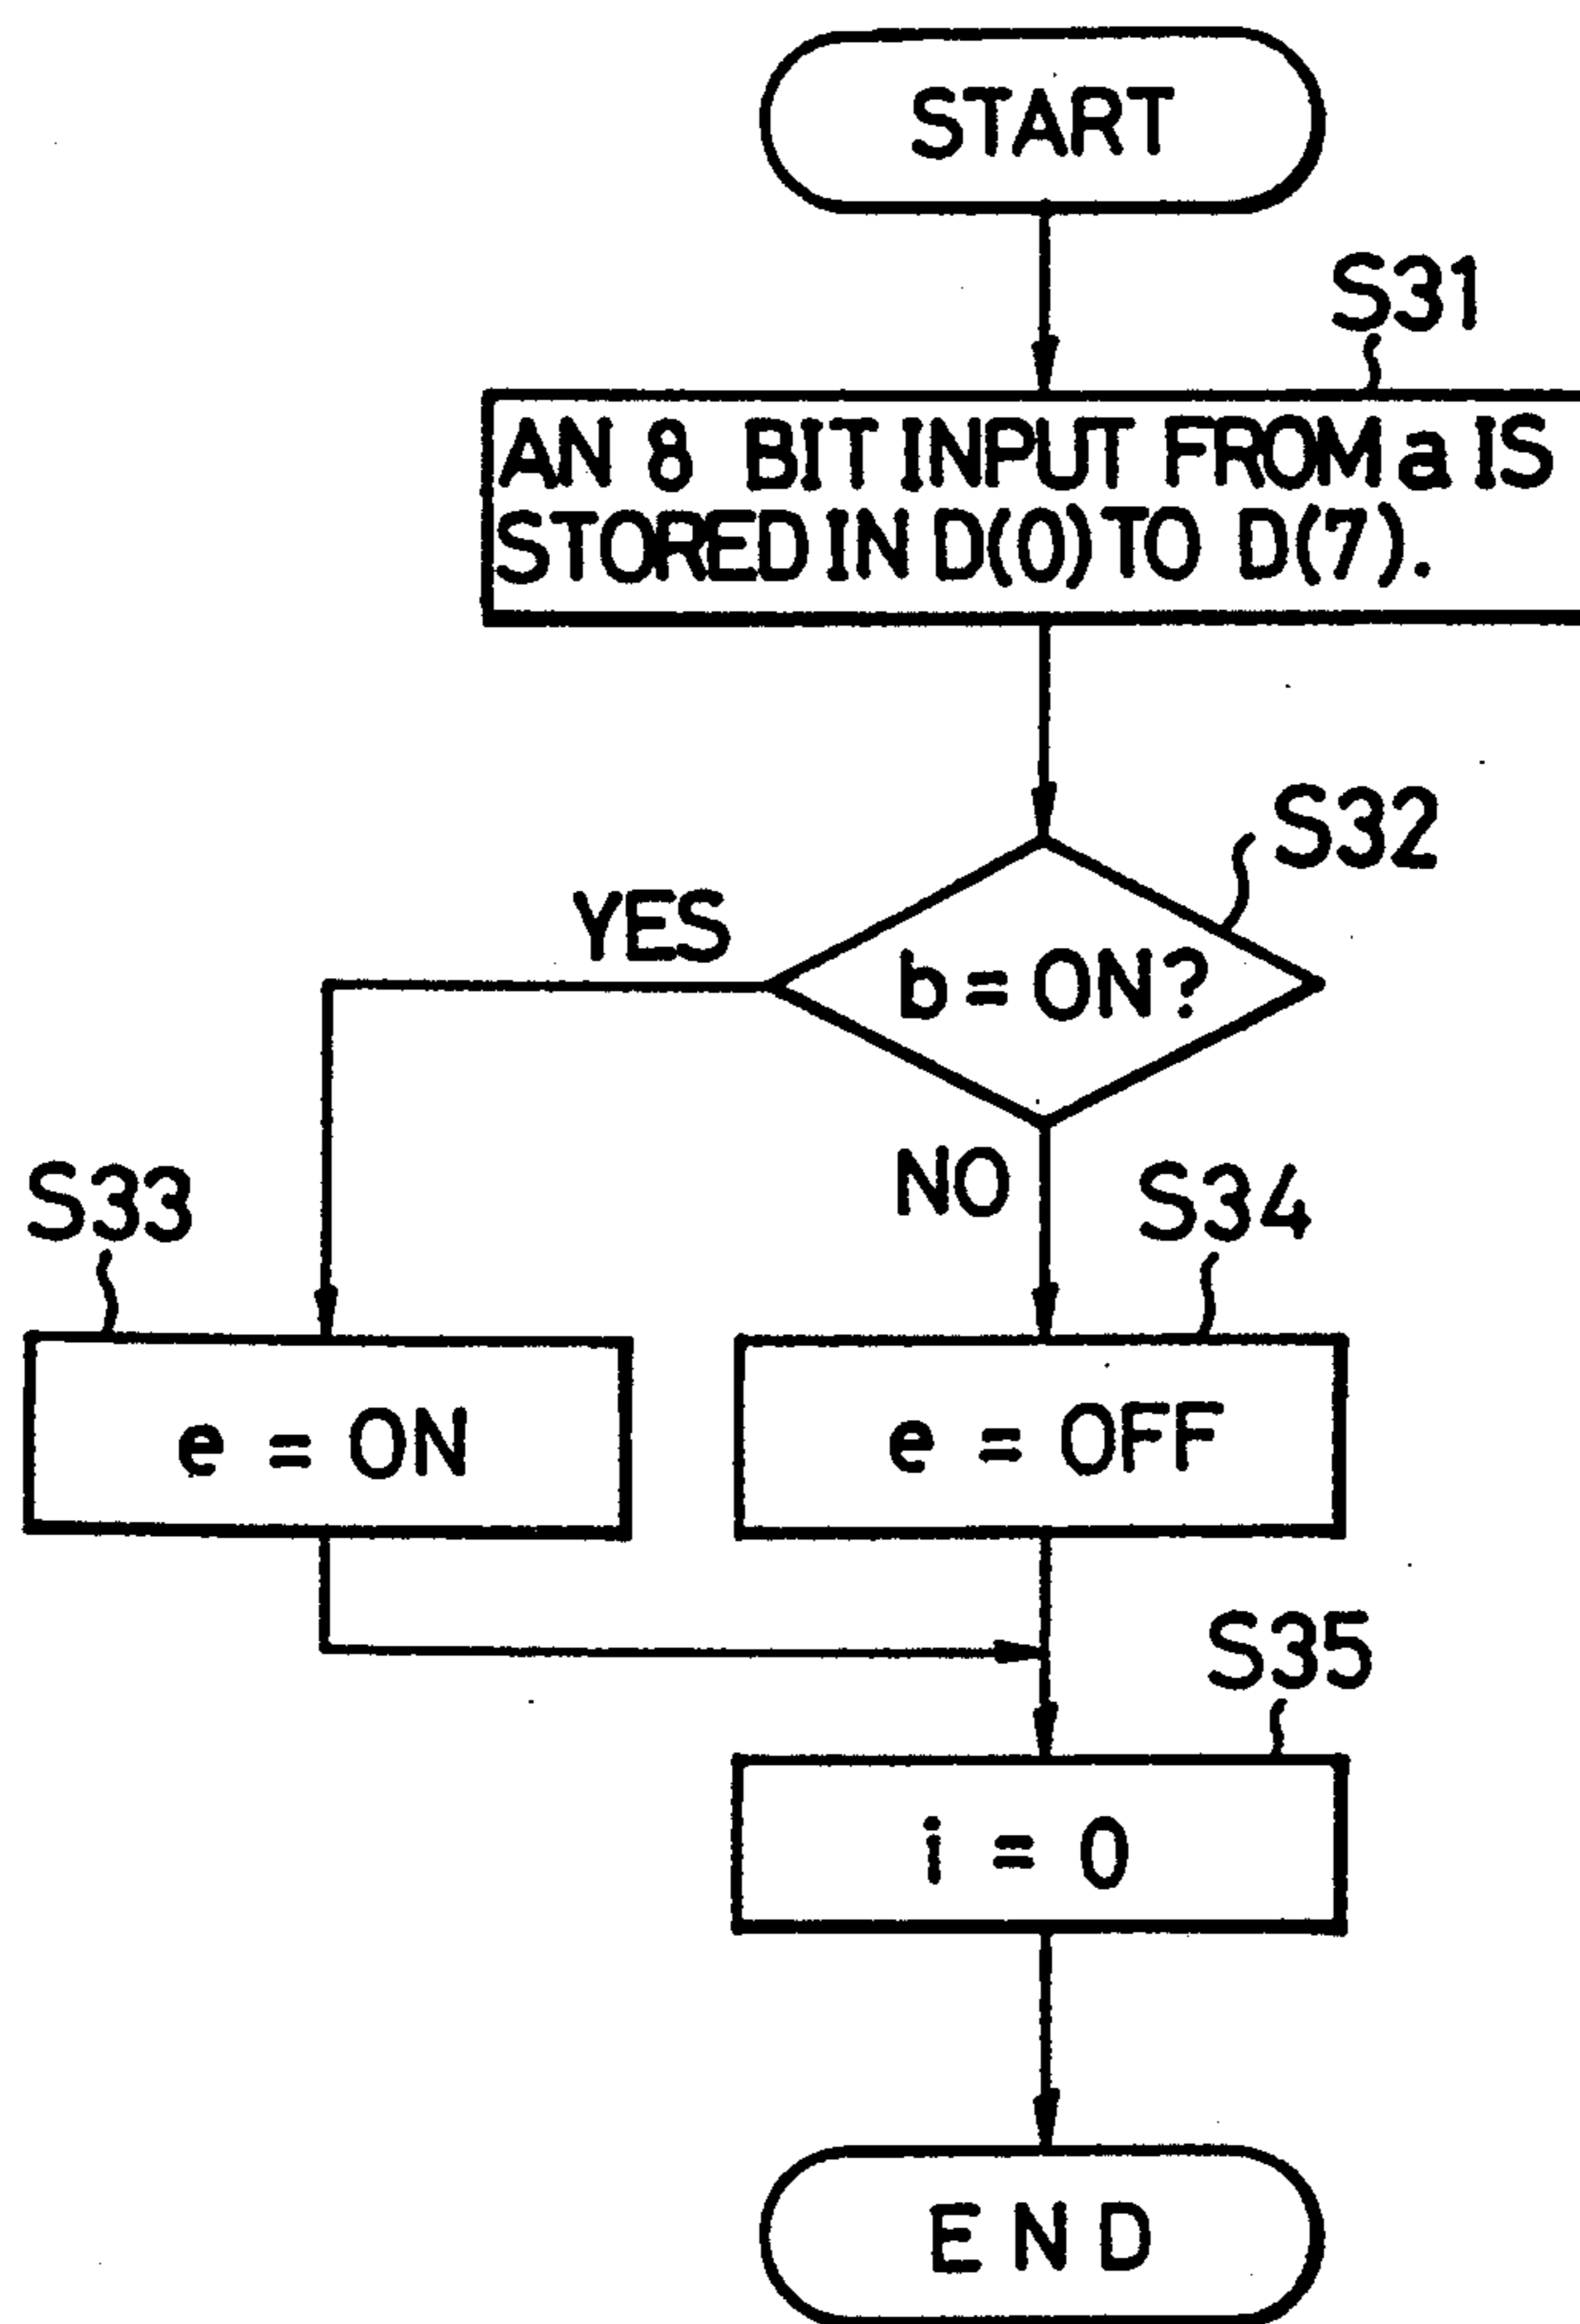 START
S31
AN 8 BIT INPUT FROM a IS
STORED IN D(0) TO D(7).
S32
YES
b = ON?
NO
S33
S34
e = ON
e = OFF
S35
i = 0
END